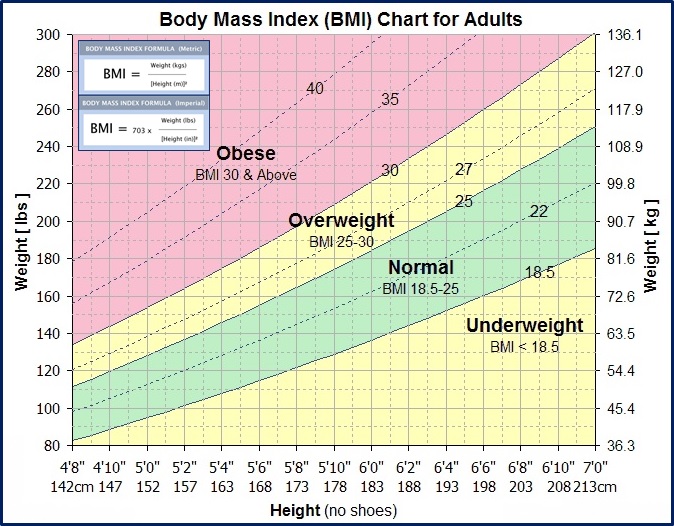 Body Mass Index (BMI) Chart for Adults
BODY MASS INDEX FORMULA (Metric)
BMI = Weight (kgs)
[Height (m)]²
BODY MASS INDEX FORMULA (Imperial)
BMI = 703 x Weight (lbs)
[Height (in)]²
Weight [ lbs ]
300
280
260
240
220
200
180
160
140
120
100
80
40
35
30
27
25
22
18.5
Obese
BMI 30 & Above
Overweight
BMI 25-30
Normal
BMI 18.5-25
Underweight
BMI < 18.5
136.1
127.0
117.9
108.9
99.8
90.7
81.6
72.6
63.5
54.4
45.4
36.3
Weight [ kg ]
4'8" 4'10" 5'0" 5'2" 5'4" 5'6" 5'8" 5'10" 6'0" 6'2" 6'4" 6'6" 6'8" 6'10" 7'0"
142cm 147 152 157 163 168 173 178 183 188 193 198 203 208 213cm
Height (no shoes)